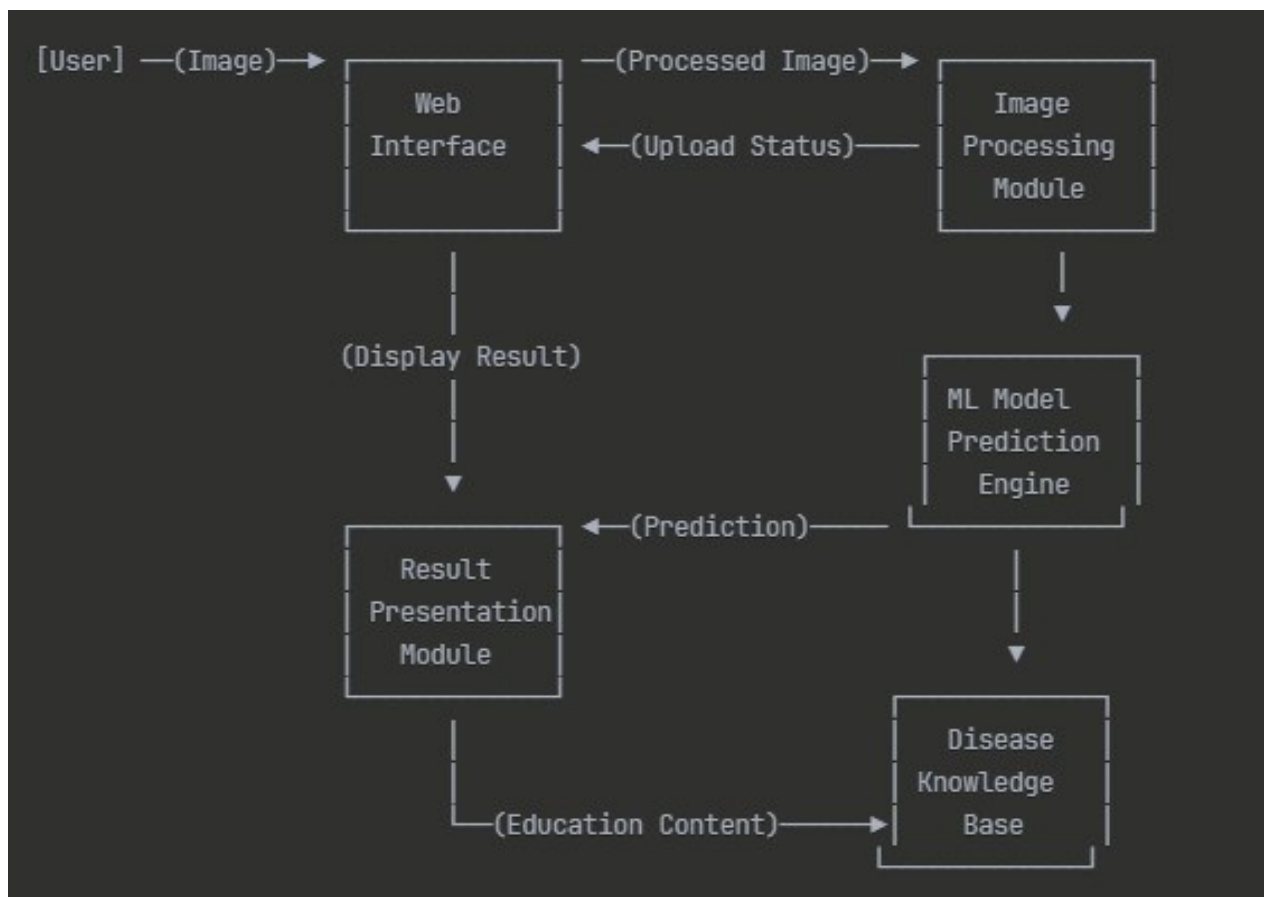 [User] (Image) (Processed Image)
Web
Interface
(Upload Status)
Image
Processing
Module
(Display Result)
ML Model
Prediction
Engine
(Prediction)
Result
Presentation
Module
Disease
Knowledge
Base
(Education Content)